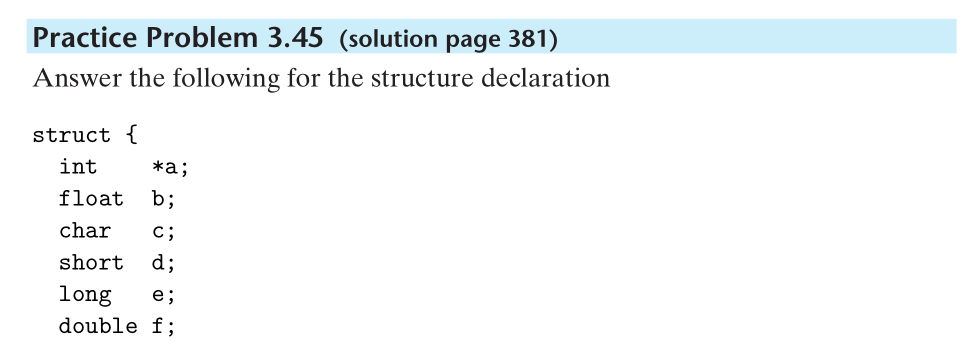 Practice Problem 3.45 (solution page 381)
Answer the following for the structure declaration
struct {
  int    *a;
  float  b;
  char   c;
  short  d;
  long   e;
  double f;